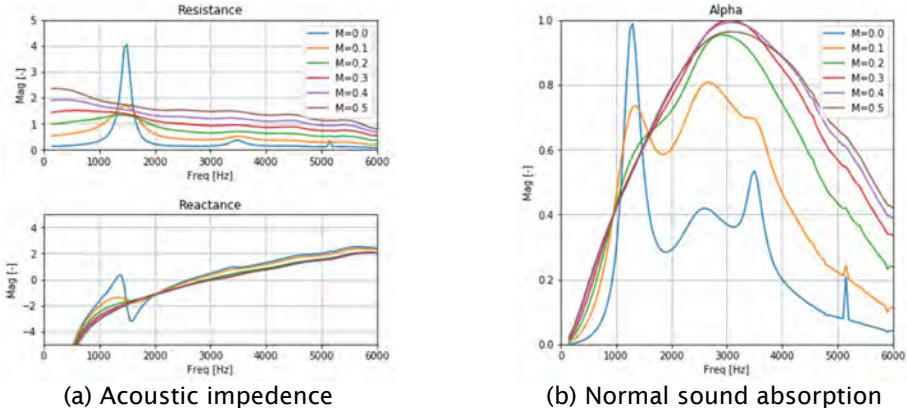 Resistance
Mag [-]
5
4
3
2
1
0
M=0.0
M=0.1
M=0.2
M=0.3
M=0.4
M=0.5
0 1000 2000 3000 4000 5000 6000
Freq [Hz]
Reactance
Mag [-]
4
2
0
-2
-4
0 1000 2000 3000 4000 5000 6000
Freq [Hz]
(a) Acoustic impedence
Alpha
1.0
0.8
0.6
0.4
0.2
0.0
Mag [-]
M=0.0
M=0.1
M=0.2
M=0.3
M=0.4
M=0.5
0 1000 2000 3000 4000 5000 6000
Freq [Hz]
(b) Normal sound absorption